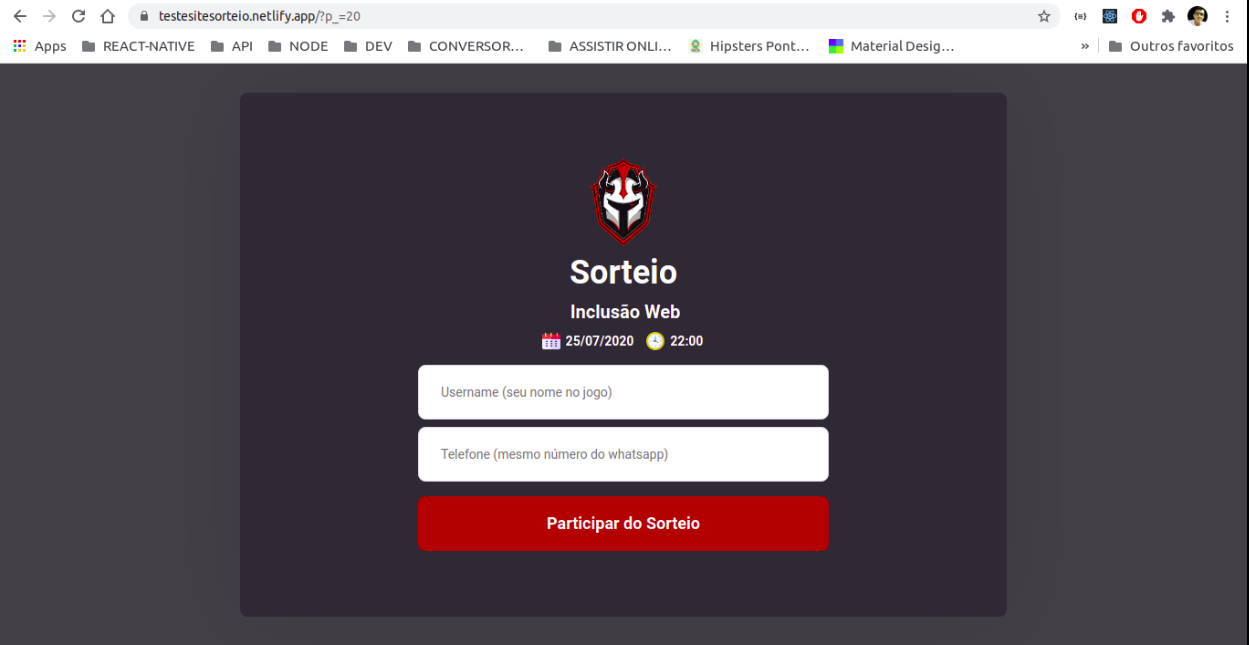 testesitesorteio.netlify.app/?p_=20
Apps REACT-NATIVE API NODE DEV CONVERSOR... ASSISTIR ONLI... Hipsters Pont... Material Desig... » Outros favoritos
Sorteio
Inclusão Web
25/07/2020 22:00
Username (seu nome no jogo)
Telefone (mesmo número do whatsapp)
Participar do Sorteio